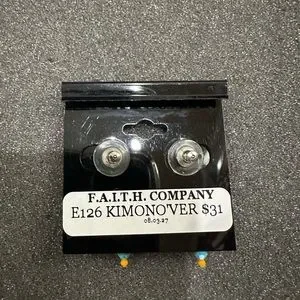 F.A.I.T.H. COMPANY
E126 KIMONO'VER $31
08.03.27